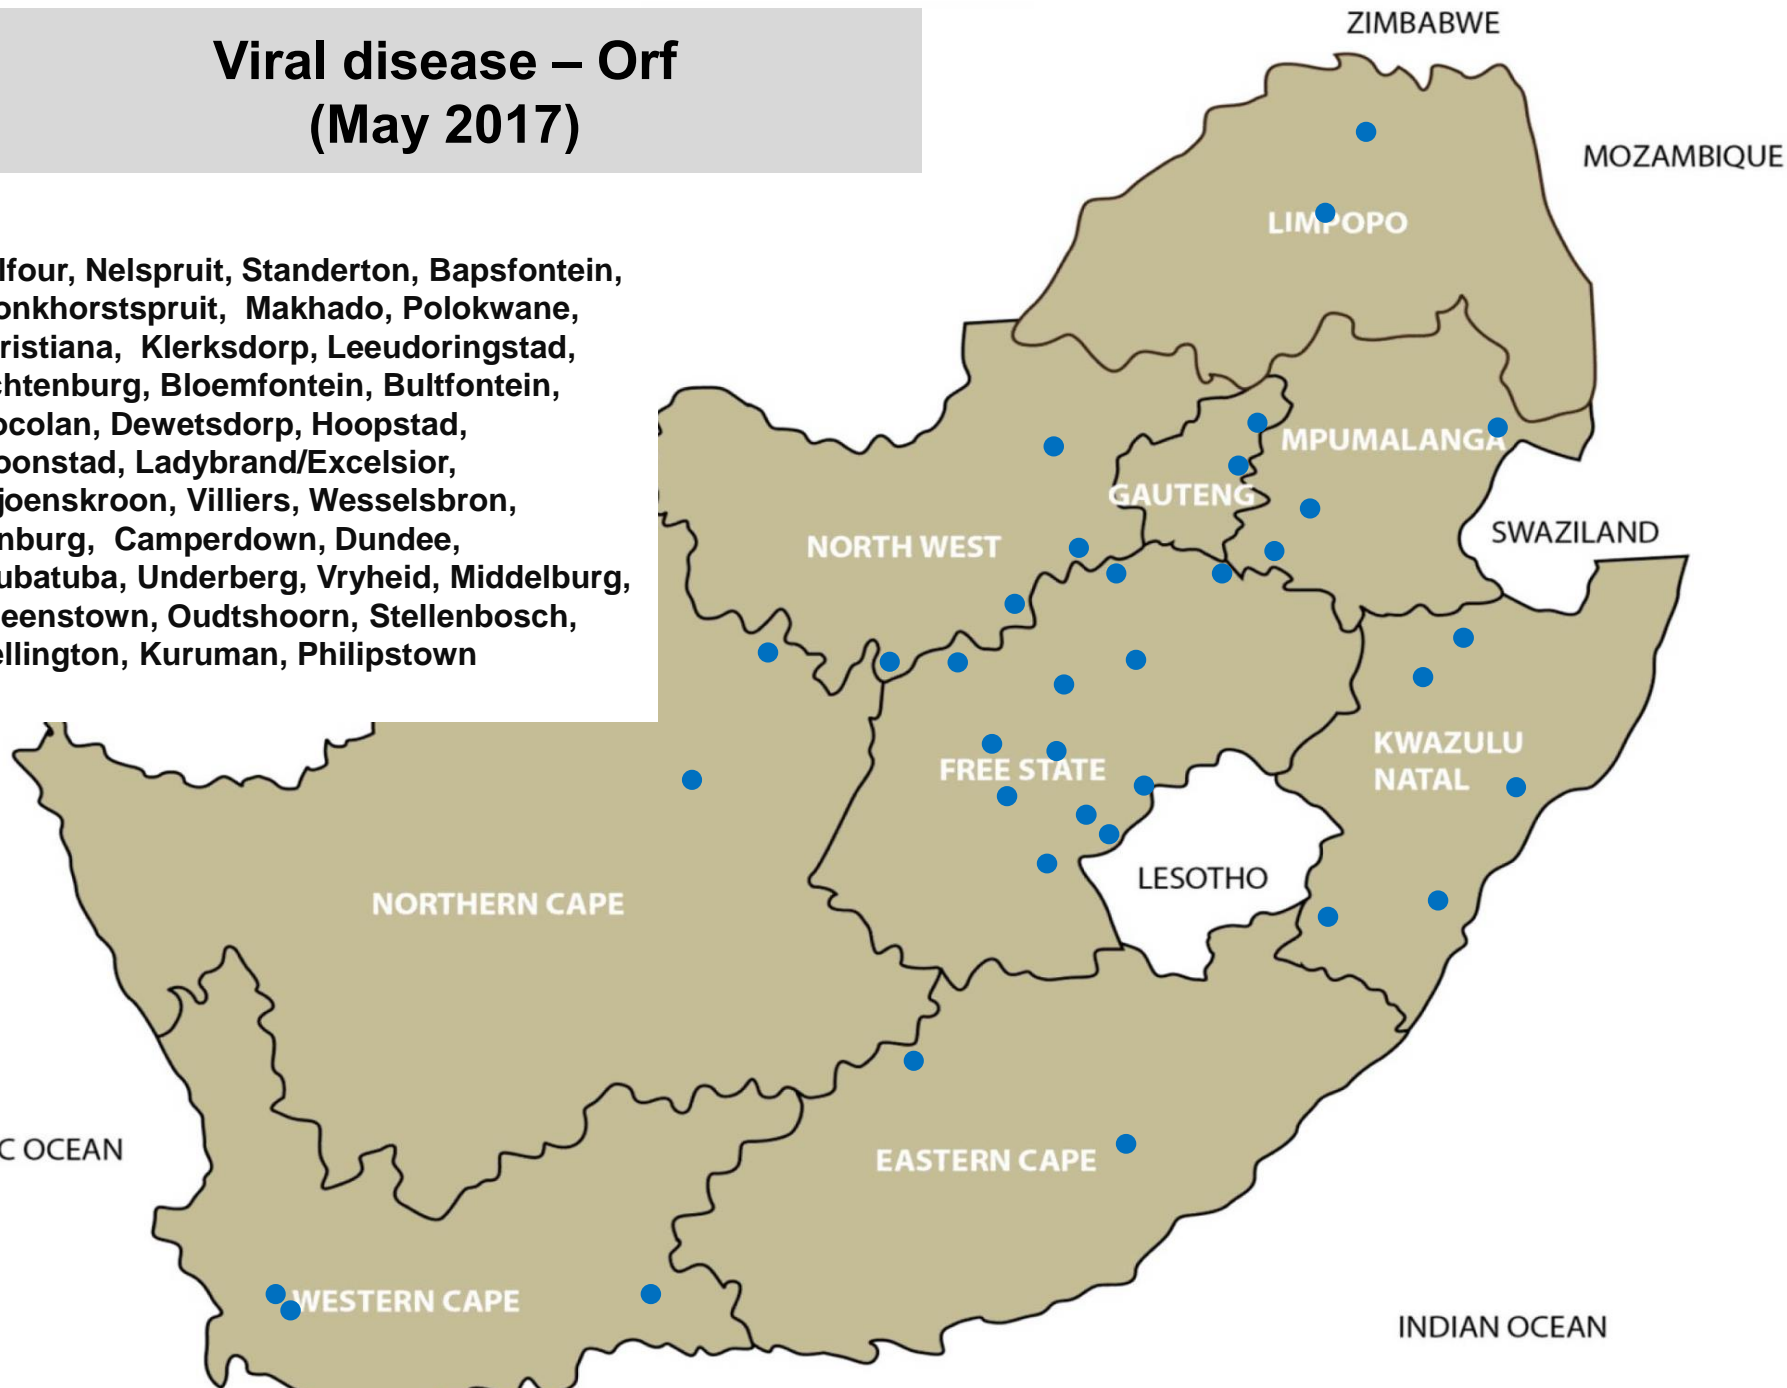 Viral disease – Orf
(May 2017)
lfour, Nelspruit, Standerton, Bapsfontein,
onkhorstspruit, Makhado, Polokwane,
ristiana, Klerksdorp, Leeudoringstad,
chtenburg, Bloemfontein, Bultfontein,
ocolan, Dewetsdorp, Hoopstad,
oonstad, Ladybrand/Excelsior,
joenskroon, Villiers, Wesselsbron,
nburg, Camperdown, Dundee,
ubatuba, Underberg, Vryheid, Middelburg,
eenstown, Oudtshoorn, Stellenbosch,
ellington, Kuruman, Philipstown
ZIMBABWE
MOZAMBIQUE
LIMPOPO
MPUMALANGA
GAUTENG
SWAZILAND
NORTH WEST
KWAZULU
NATAL
FREE STATE
LESOTHO
NORTHERN CAPE
C OCEAN
EASTERN CAPE
WESTERN CAPE
INDIAN OCEAN